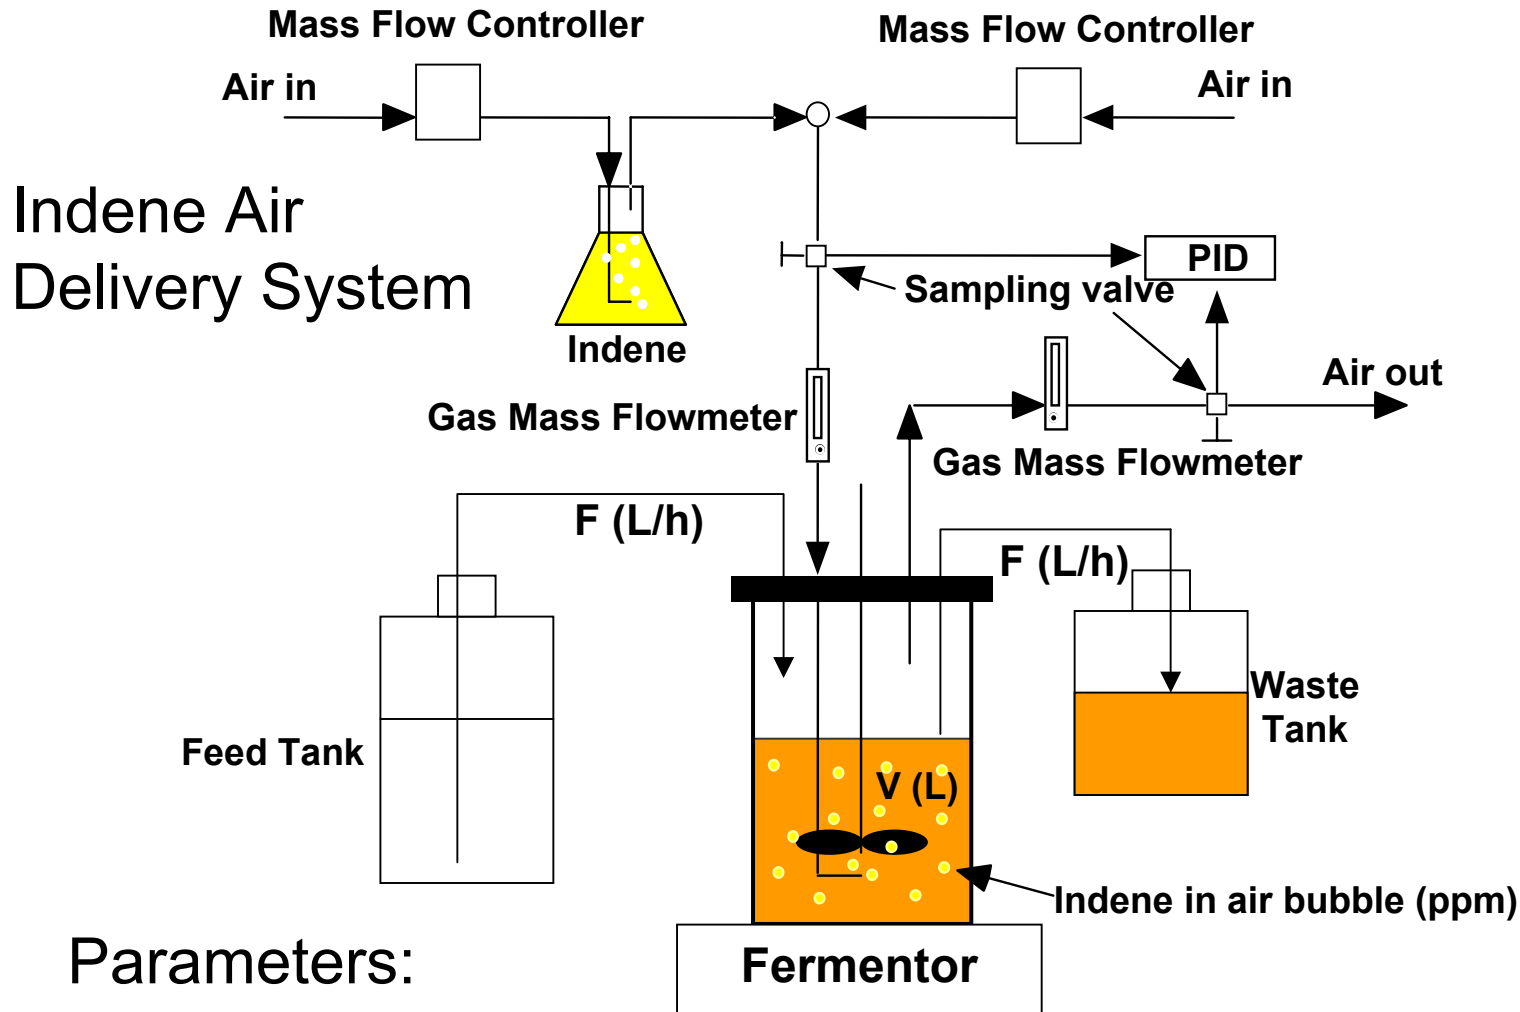 Mass Flow Controller
Mass Flow Controller
Air in
Air in
Indene Air
Delivery System
PID
Sampling valve
Indene
Air out
Gas Mass Flowmeter
Gas Mass Flowmeter
F (L/h)
F (L/h)
Waste
Tank
Feed Tank
V (L)
Indene in air bubble (ppm)
Parameters:
Fermentor